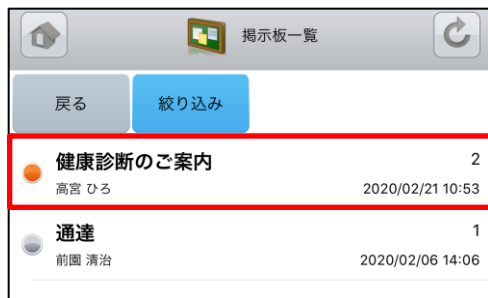 掲示板一覧
戻る 絞り込み
健康診断のご案内 2
高宮 ひろ 2020/02/21 10:53
通達 1
前園 清治 2020/02/06 14:06